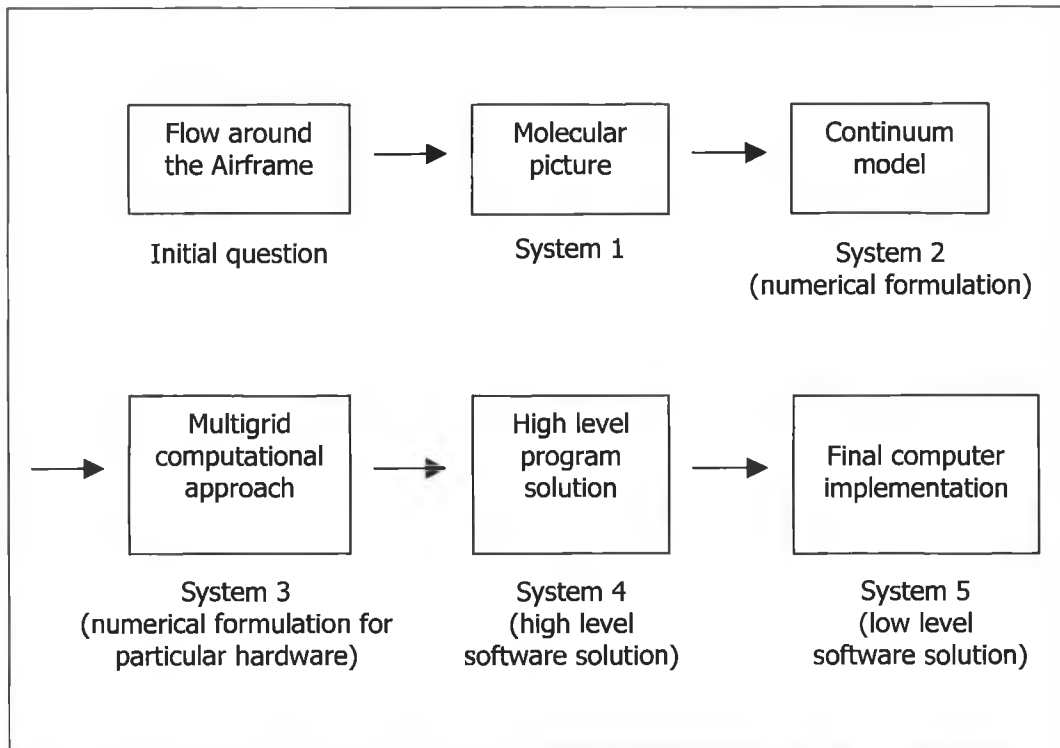 Flow around
the Airframe
Initial question
Molecular
picture
System 1
Continuum
model
System 2
(numerical formulation)
Multigrid
computational
approach
System 3
(numerical formulation for
particular hardware)
High level
program
solution
System 4
(high level
software solution)
Final computer
implementation
System 5
(low level
software solution)